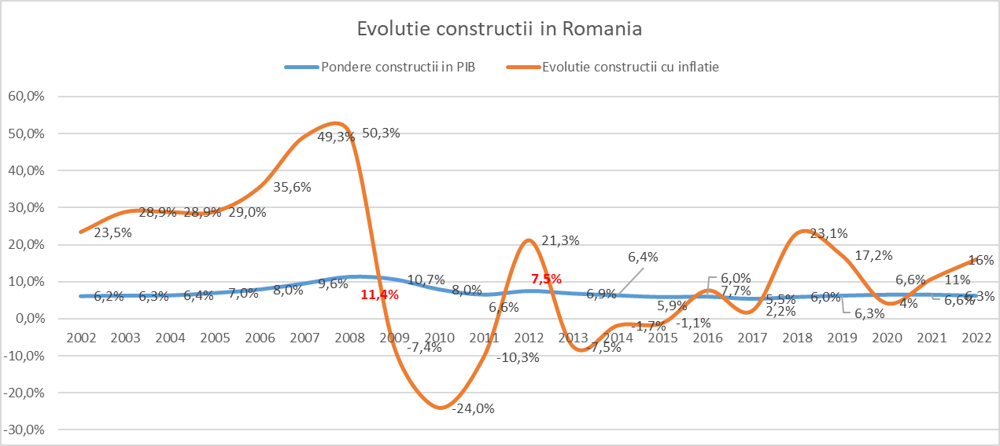 Evolutie constructii in Romania
Pondere constructii in PIB Evolutie constructii cu inflatie
60,0%
50,0%
40,0%
30,0%
20,0%
10,0%
0,0%
-10,0%
-20,0%
-30,0%
2002 2003 2004 2005 2006 2007 2008 2009 2010 2011 2012 2013 2014 2015 2016 2017 2018 2019 2020 2021 2022
23,5% 28,9% 28,9% 29,0% 35,6% 49,3% 50,3% -7,4% -24,0% -10,3% 21,3% -7,5% -1,7% -1,1% 7,7% 2,2% 23,1% 17,2% 4% 11% 16%
6,2% 6,3% 6,4% 7,0% 8,0% 9,6% 11,4% 10,7% 8,0% 6,6% 7,5% 6,9% 6,4% 5,9% 6,0% 5,5% 6,0% 6,3% 6,6% 6,6% 6,3%